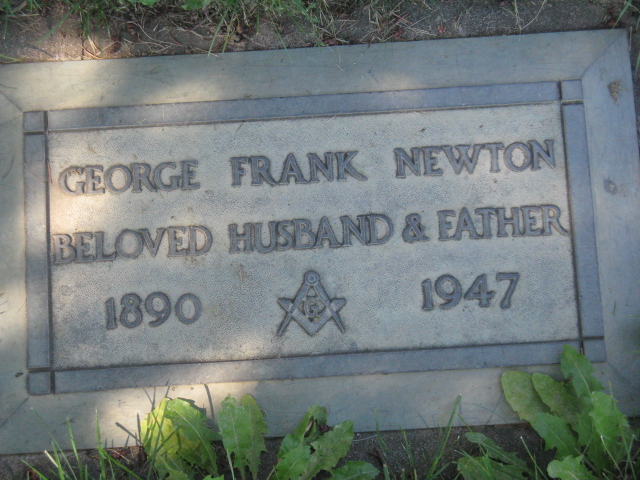 GEORGE FRANK NEWTON
BELOVED HUSBAND & FATHER
1890 G 1947